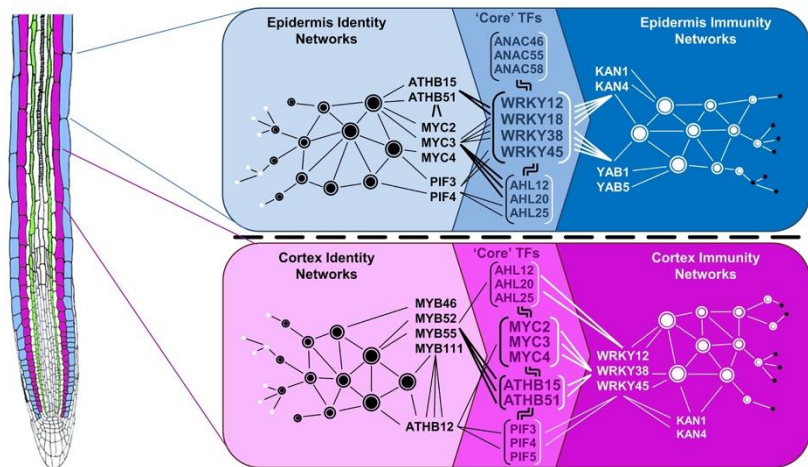 Epidermis Identity
Networks
'Core' TFs
Epidermis Immunity
Networks
ANAC46
ANAC55
ANAC58
ATHB15
ATHB51
MYC2
MYC3
MYC4
PIF3
PIF4
WRKY12
WRKY18
WRKY38
WRKY45
AHL12
AHL20
AHL25
KAN1
KAN4
YAB1
YAB5
Cortex Identity
Networks
'Core' TFs
Cortex Immunity
Networks
MYB46
MYB52
MYB55
MYB111
ATHB12
AHL12
AHL20
AHL25
MYC2
MYC3
MYC4
ATHB15
ATHB51
PIF3
PIF4
PIF5
WRKY12
WRKY38
WRKY45
KAN1
KAN4